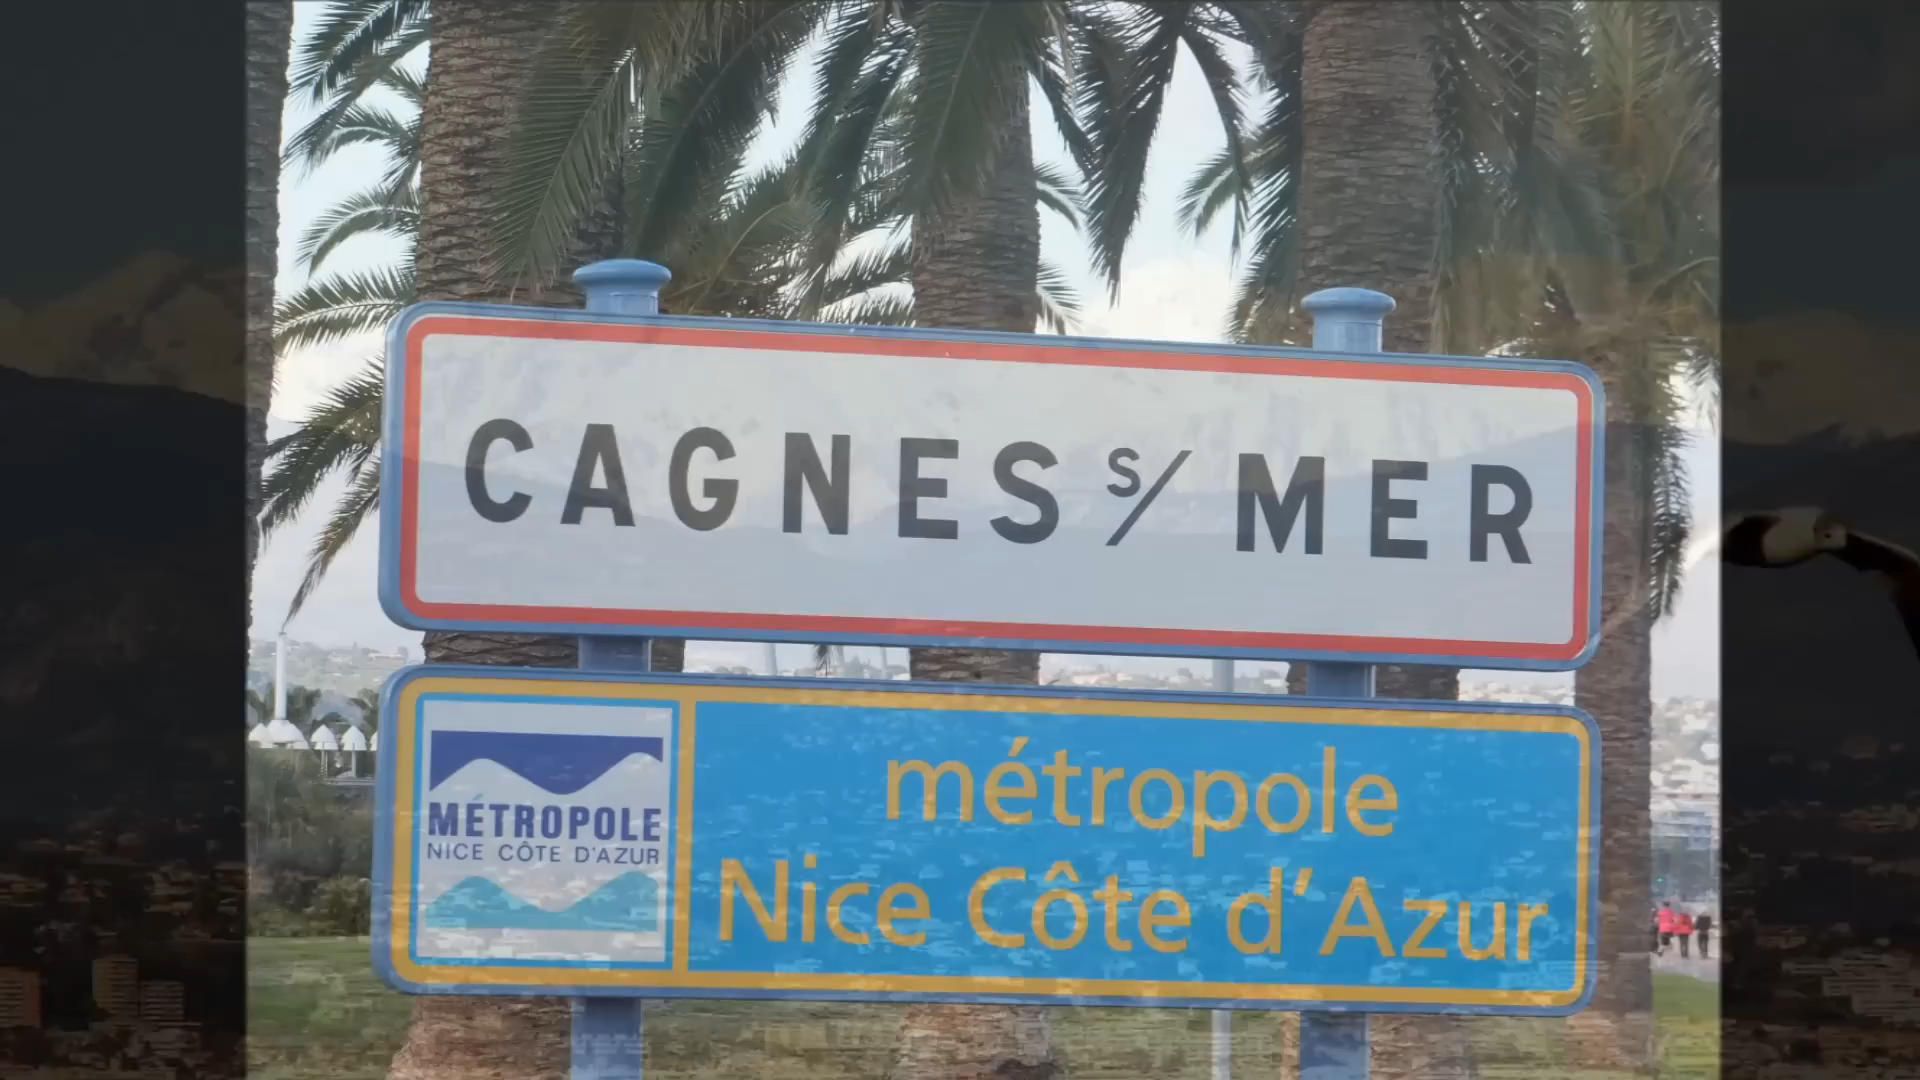 CAGNES S/ MER
MÉTROPOLE
NICE CÔTE D'AZUR
métropole
Nice Côte d'Azur